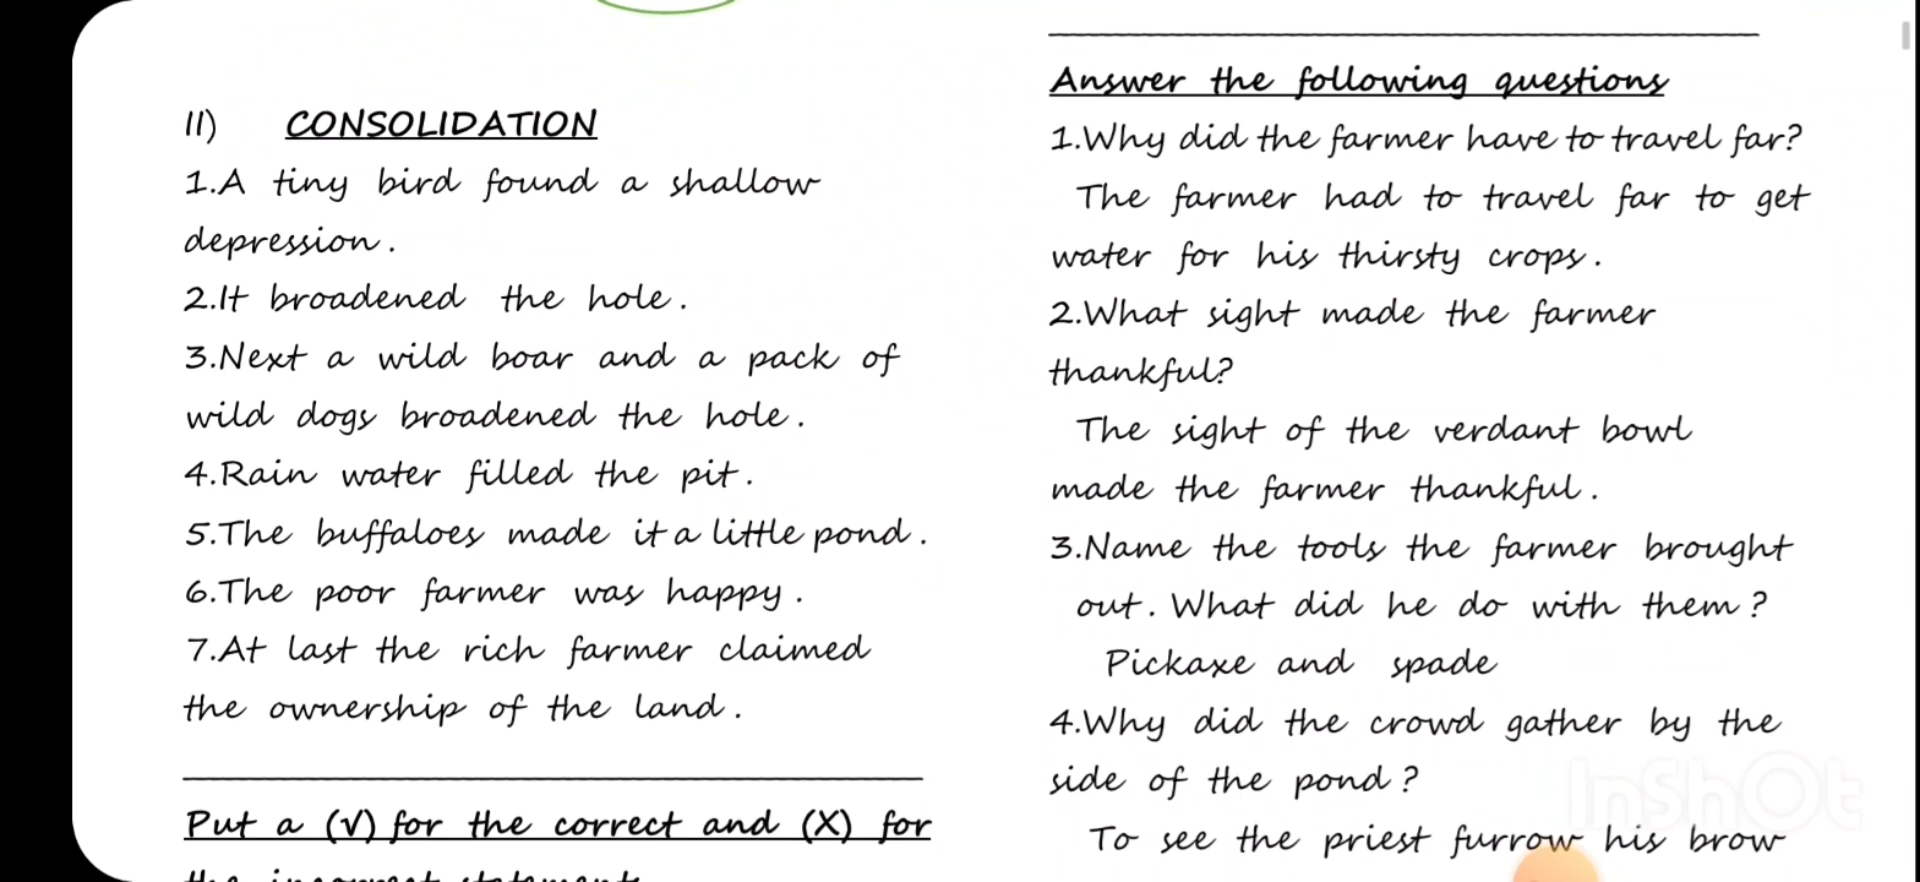 II) CONSOLIDATION
1.A tiny bird found a shallow
depression.
2.It broadened the hole.
3.Next a wild boar and a pack of
wild dogs broadened the hole.
4.Rain water filled the pit.
5.The buffaloes made it a little pond.
6.The poor farmer was happy.
7.At last the rich farmer claimed
the ownership of the land.
Put a (√) for the correct and (X) for
the incorrect statement
Answer the following questions
1.Why did the farmer have to travel far?
The farmer had to travel far to get
water for his thirsty crops.
2.What sight made the farmer
thankful?
The sight of the verdant bowl
made the farmer thankful.
3.Name the tools the farmer brought
out. What did he do with them?
Pickaxe and spade
4.Why did the crowd gather by the
side of the pond?
To see the priest furrow his brow
InShOt